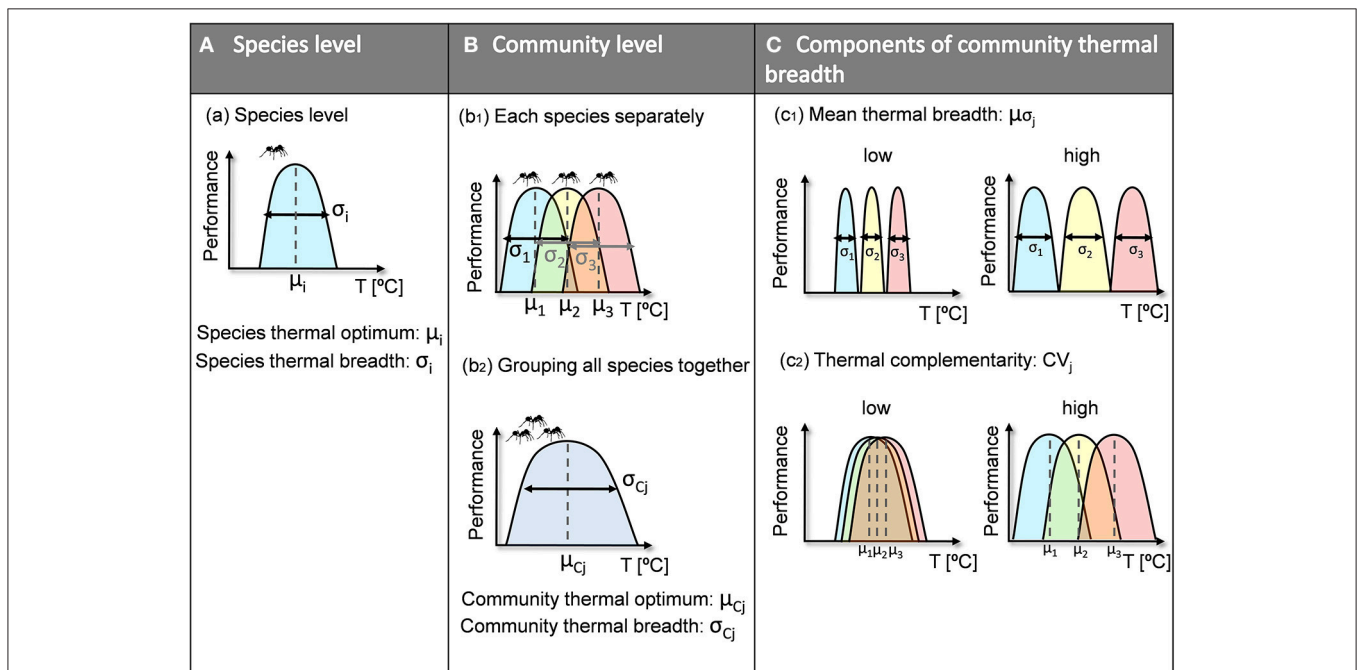 A Species level
B Community level
C Components of community thermal
breadth
(a) Species level
Performance
σi
μi
T [ºC]
Species thermal optimum: μi
Species thermal breadth: σi
(b1) Each species separately
Performance
σ1 σ2 σ3
μ1 μ2 μ3 T [ºC]
(b2) Grouping all species together
Performance
σCj
μCj T [ºC]
Community thermal optimum: μCj
Community thermal breadth: σCj
(c1) Mean thermal breadth: μσj
low
Performance
σ1 σ2 σ3
T [ºC]
high
Performance
σ1 σ2 σ3
T [ºC]
(c2) Thermal complementarity: CVj
low
Performance
μ1 μ2 μ3
T [ºC]
high
Performance
μ1 μ2 μ3
T [ºC]